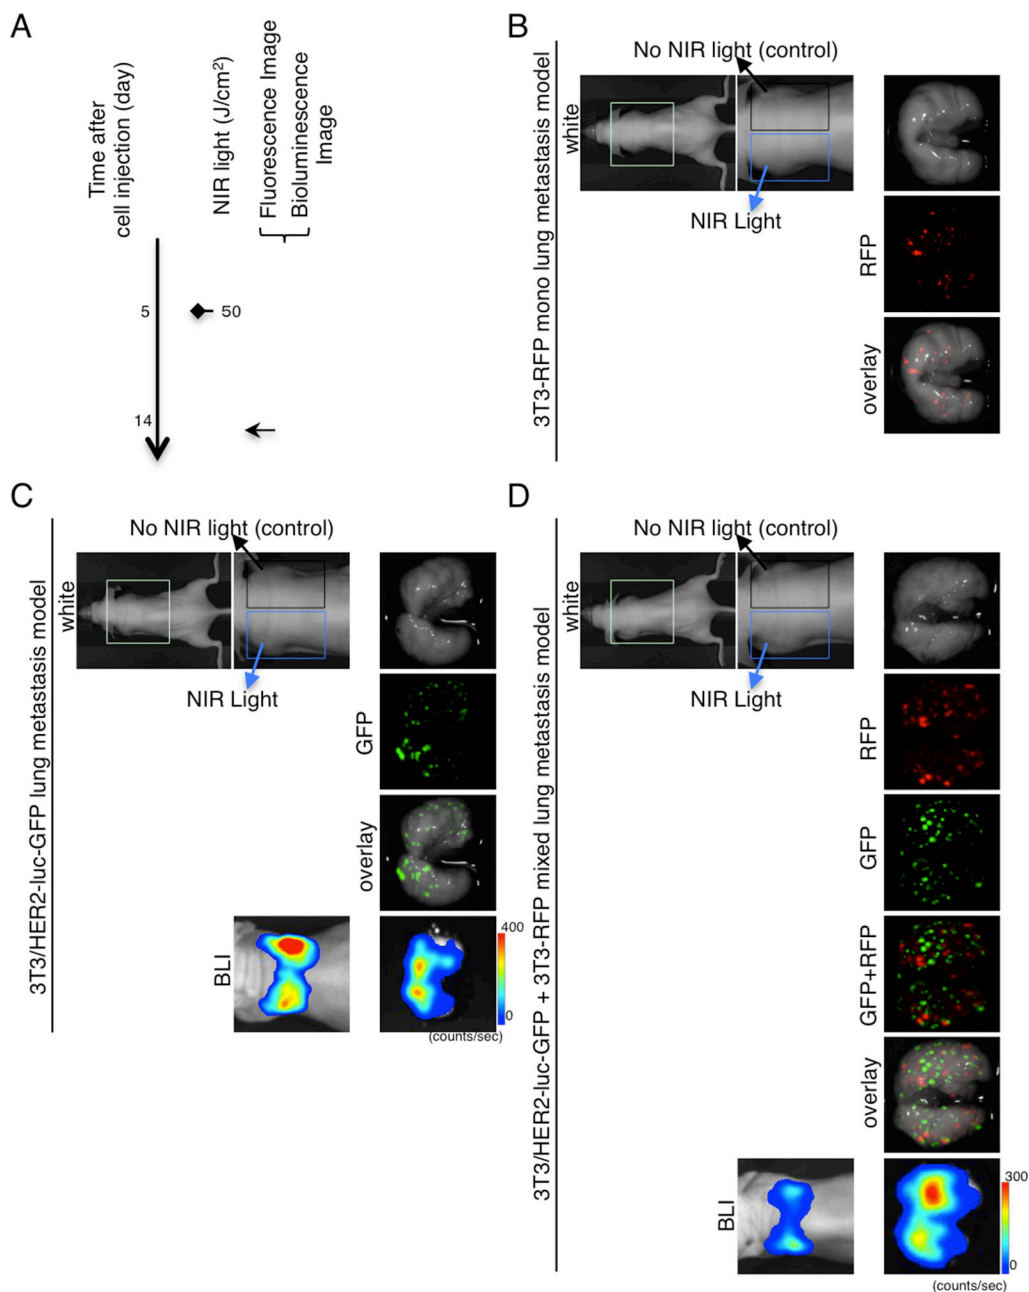 A
Time after
cell injection (day)
NIR light (J/cm²)
Fluorescence Image
Bioluminescence
Image
5
50
14
B
3T3-RFP mono lung metastasis model
No NIR light (control)
white
NIR Light
RFP
overlay
C
3T3/HER2-luc-GFP lung metastasis model
No NIR light (control)
white
NIR Light
GFP
overlay
BLI
400
0
(counts/sec)
D
3T3/HER2-luc-GFP + 3T3-RFP mixed lung metastasis model
No NIR light (control)
white
NIR Light
RFP
GFP
GFP+RFP
overlay
BLI
300
0
(counts/sec)